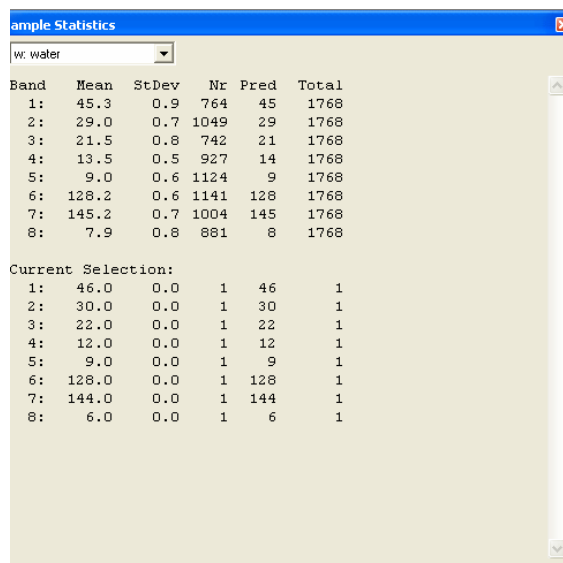 ample Statistics
w: water
Band Mean StDev Nr Pred Total
1: 45.3 0.9 764 45 1768
2: 29.0 0.7 1049 29 1768
3: 21.5 0.8 742 21 1768
4: 13.5 0.5 927 14 1768
5: 9.0 0.6 1124 9 1768
6: 128.2 0.6 1141 128 1768
7: 145.2 0.7 1004 145 1768
8: 7.9 0.8 881 8 1768
Current Selection:
1: 46.0 0.0 1 46 1
2: 30.0 0.0 1 30 1
3: 22.0 0.0 1 22 1
4: 12.0 0.0 1 12 1
5: 9.0 0.0 1 9 1
6: 128.0 0.0 1 128 1
7: 144.0 0.0 1 144 1
8: 6.0 0.0 1 6 1